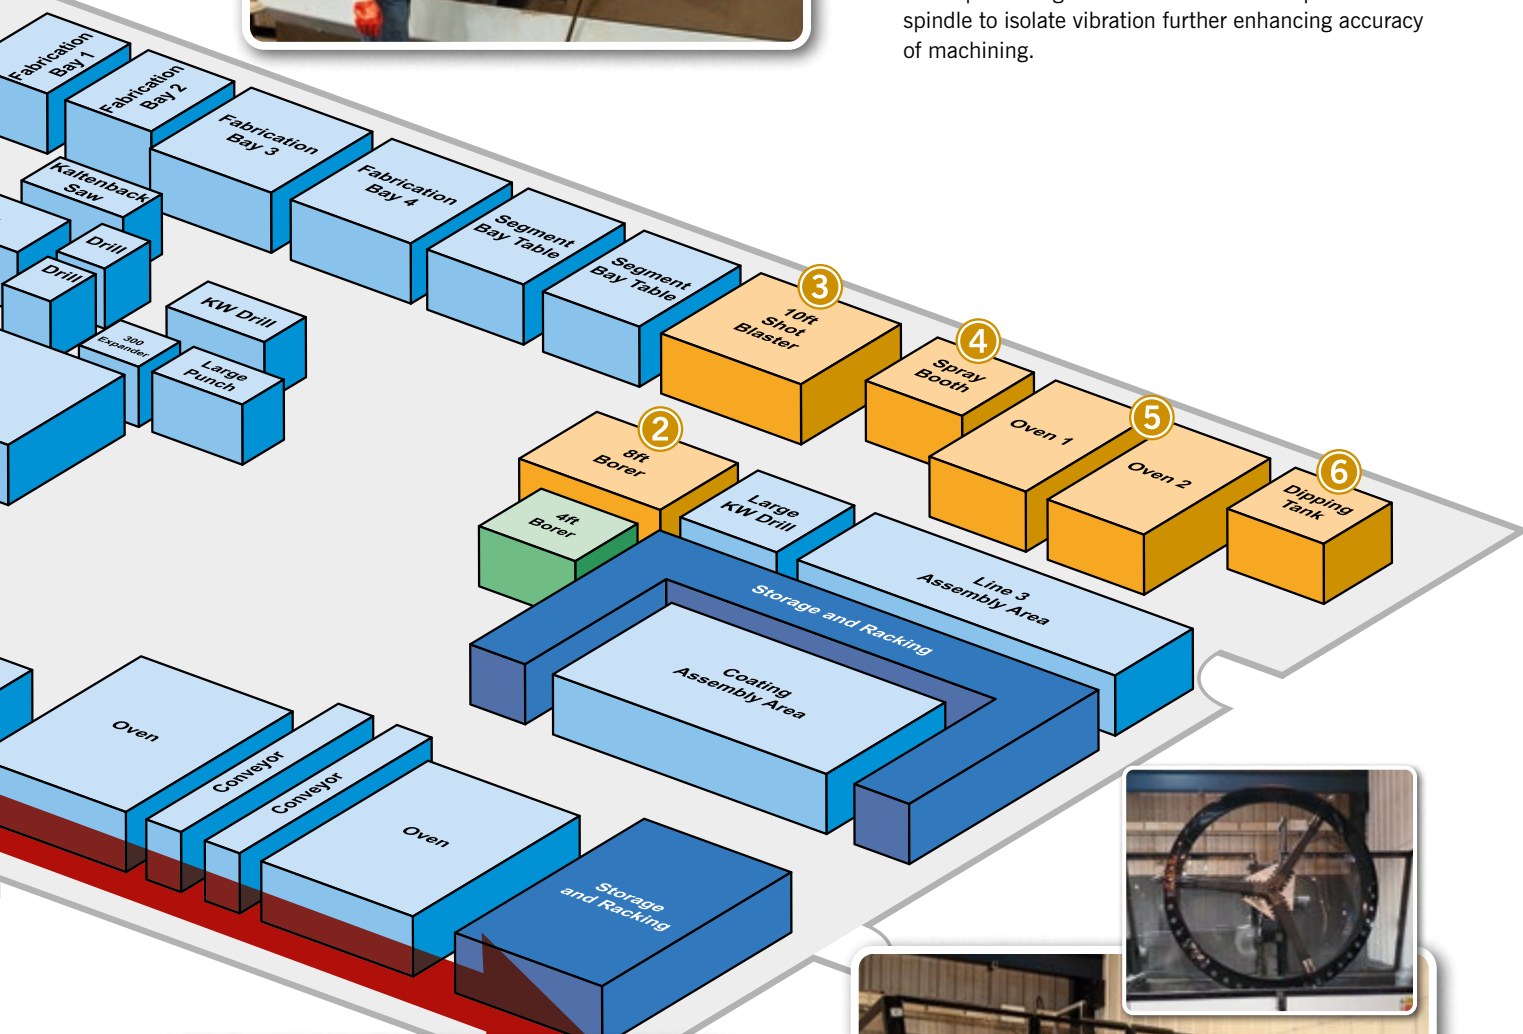 spindle to isolate vibration further enhancing accuracy
of machining.
Fabrication
Bay 1
Fabrication
Bay 2
Fabrication
Bay 3
Fabrication
Bay 4
Kaltenback
Saw
Drill
Drill
Segment
Bay Table
Segment
Bay Table
KW Drill
300
Expander
Large
Punch
3
10ft
Shot
Blaster
4
Spray
Booth
Oven 1
5
Oven 2
6
Dipping
Tank
2
8ft
Borer
4ft
Borer
Large
KW Drill
Line 3
Assembly Area
Storage and Racking
Coating
Assembly Area
Oven
Conveyor
Conveyor
Oven
Storage
and Racking